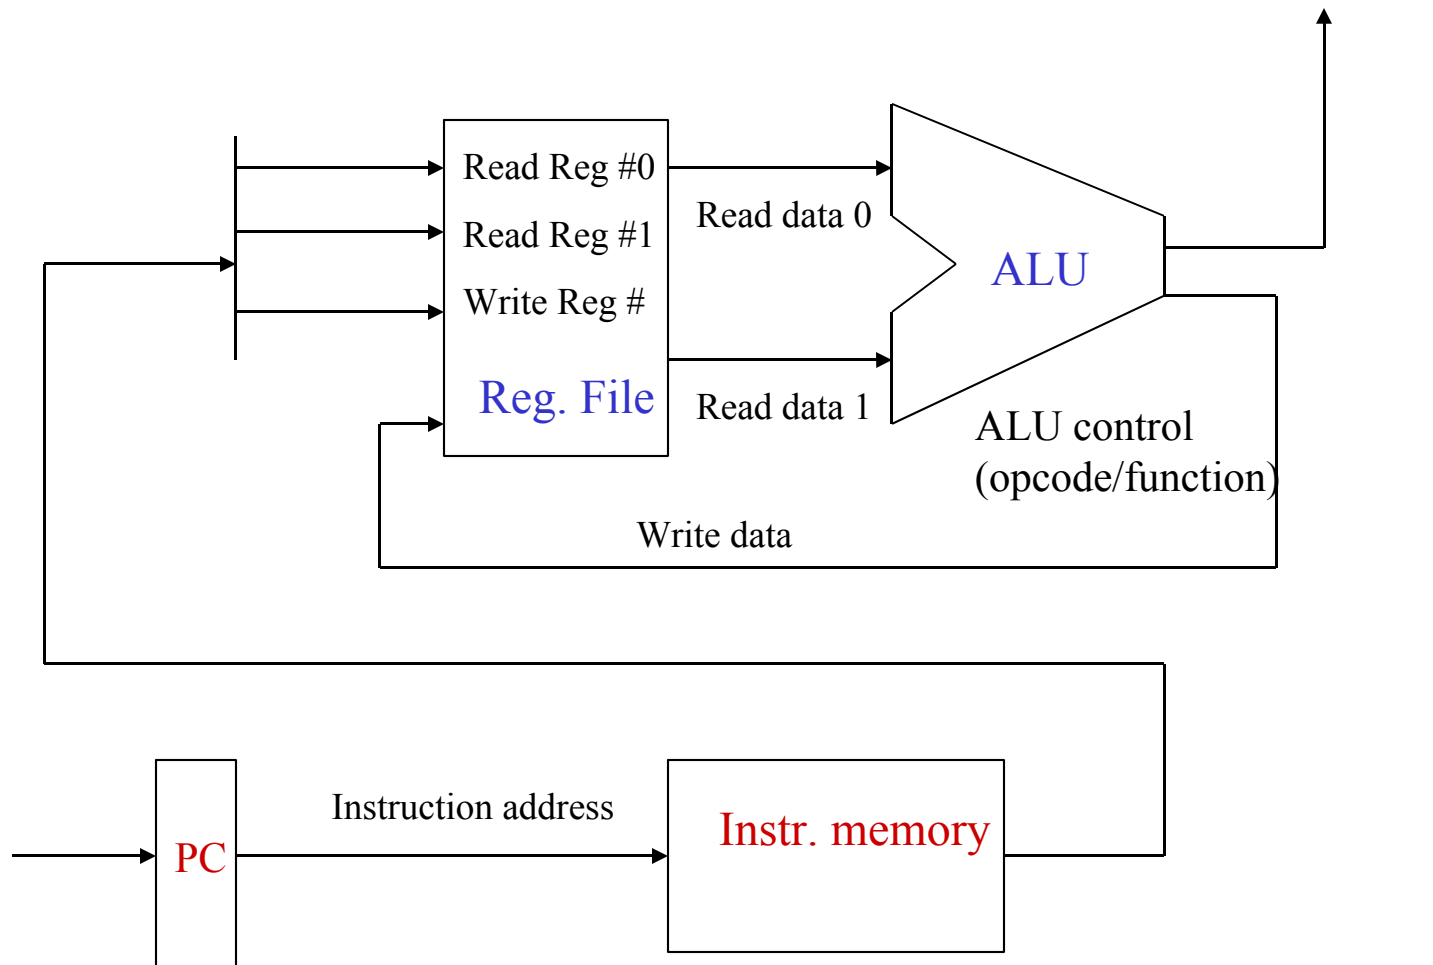 Read Reg #0
Read data 0
Read Reg #1
ALU
Write Reg #
Reg. File
Read data 1
ALU control
(opcode/function)
Write data
Instruction address
Instr. memory
PC